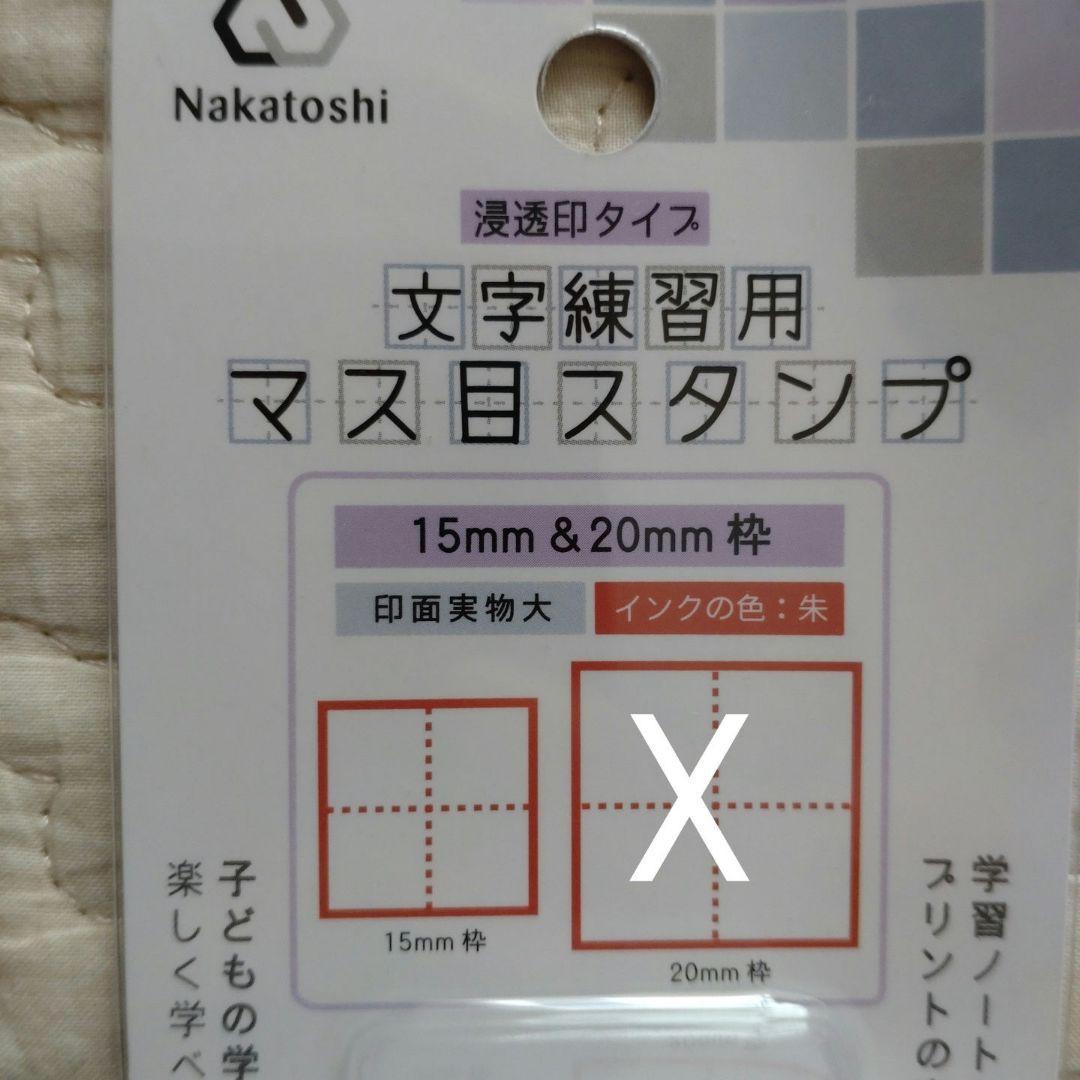 Nakatoshi
浸透印タイプ
文字練習用
マス目スタンプ
15mm & 20mm 枠
印面実物大
インクの色：朱
X
15mm 枠
20mm 枠
学習ノート
プリントの
子どもの学
楽しく学べ